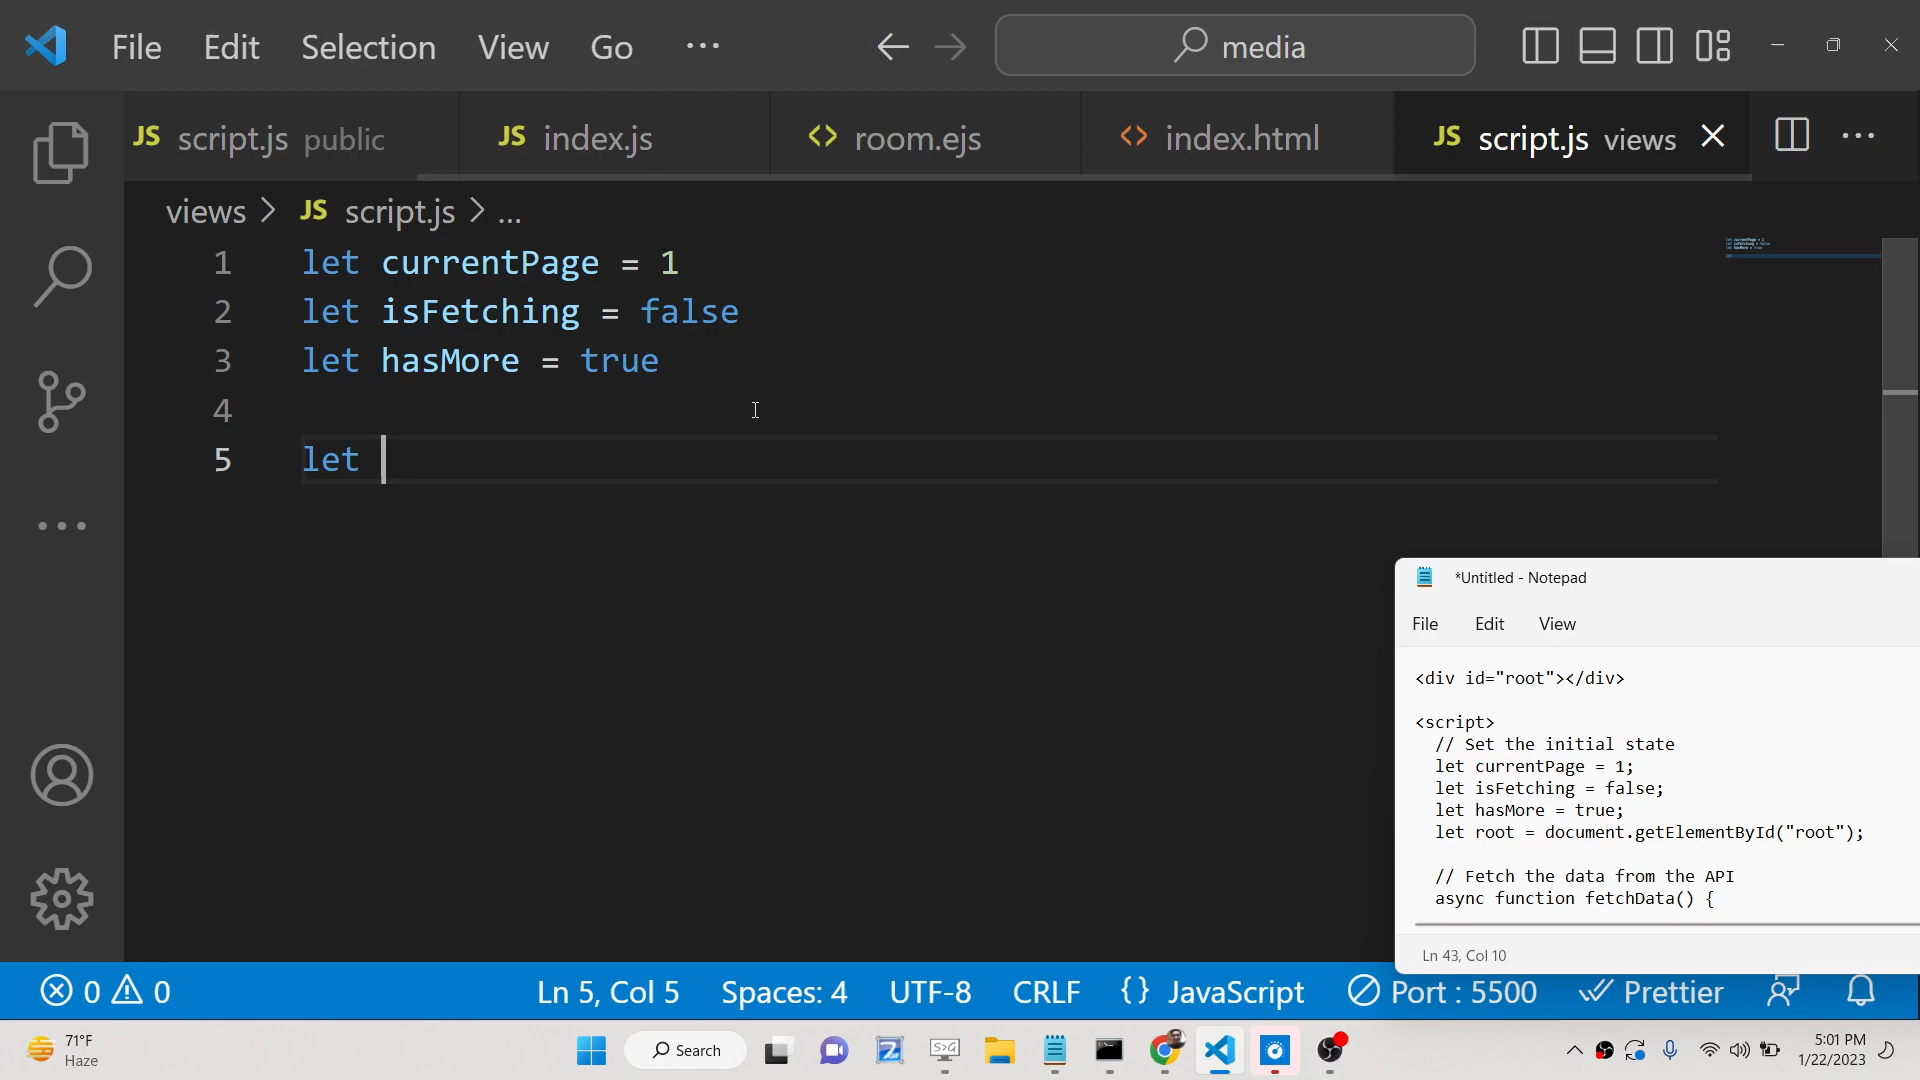 File Edit Selection View Go ... media
JS script.js public JS index.js <> room.ejs <> index.html JS script.js views
views > JS script.js > ...
1 let currentPage = 1
2 let isFetching = false
3 let hasMore = true
4
5 let
*Untitled - Notepad
File Edit View
<div id="root"></div>
<script>
// Set the initial state
let currentPage = 1;
let isFetching = false;
let hasMore = true;
let root = document.getElementById("root");
// Fetch the data from the API
async function fetchData() {
Ln 43, Col 10
0 0 Ln 5, Col 5 Spaces: 4 UTF-8 CRLF {} JavaScript Port : 5500 Prettier
71°F
Haze
Search
5:01 PM
1/22/2023